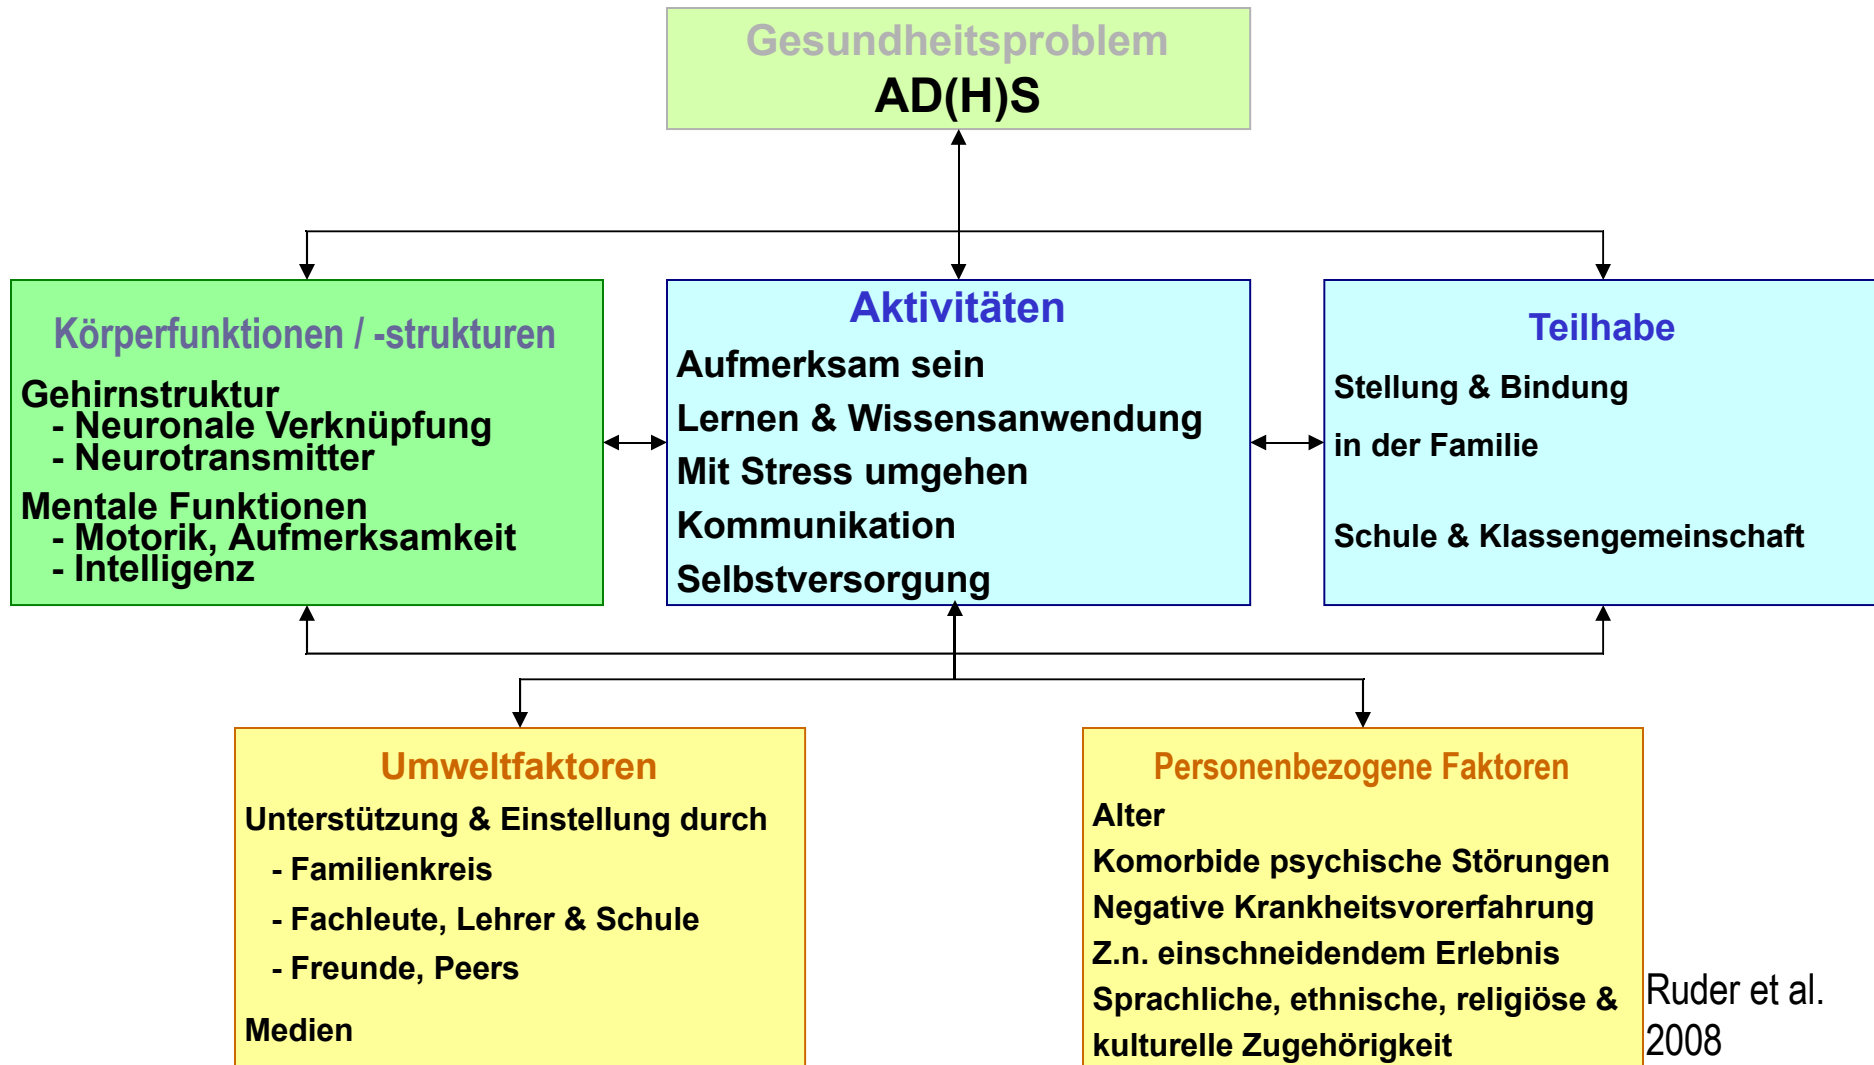 Gesundheitsproblem
AD(H)S
Körperfunktionen / -strukturen
Gehirnstruktur
- Neuronale Verknüpfung
- Neurotransmitter
Mentale Funktionen
- Motorik, Aufmerksamkeit
- Intelligenz
Aktivitäten
Aufmerksam sein
Lernen & Wissensanwendung
Mit Stress umgehen
Kommunikation
Selbstversorgung
Teilhabe
Stellung & Bindung
in der Familie
Schule & Klassengemeinschaft
Umweltfaktoren
Unterstützung & Einstellung durch
- Familienkreis
- Fachleute, Lehrer & Schule
- Freunde, Peers
Medien
Personenbezogene Faktoren
Alter
Komorbide psychische Störungen
Negative Krankheitsvorerfahrung
Z.n. einschneidendem Erlebnis
Sprachliche, ethnische, religiöse &
kulturelle Zugehörigkeit
Ruder et al.
2008